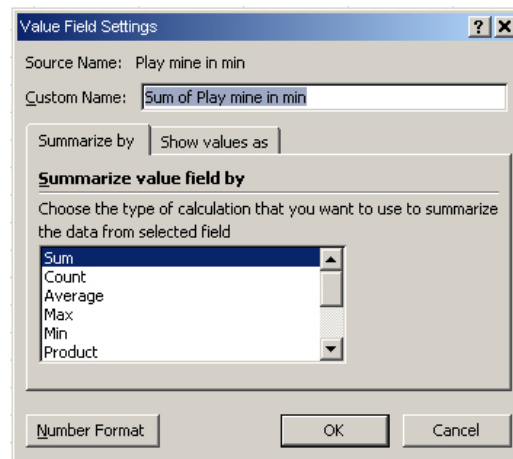 Value Field Settings
Source Name: Play mine in min
Custom Name: Sum of Play mine in min
Summarize by Show values as
Summarize value field by
Choose the type of calculation that you want to use to summarize
the data from selected field
Sum
Count
Average
Max
Min
Product
Number Format OK Cancel